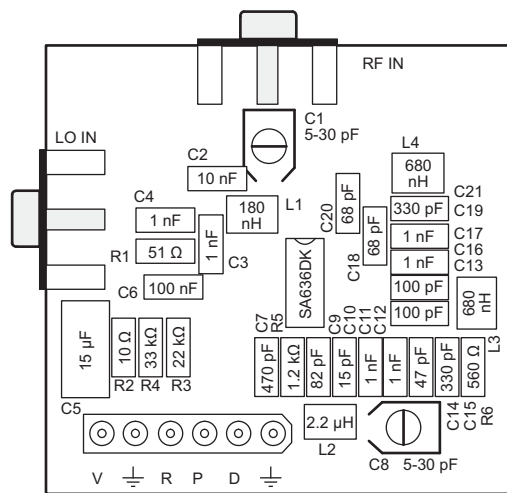 RF IN
LO IN
C1
5-30 pF
C2
10 nF
L4
680
nH
C4
1 nF
180
nH
L1
C20
68 pF
C21
330 pF
C19
R1
51 Ω
1 nF
C3
C18
68 pF
1 nF
C17
C16
1 nF
C13
C6
100 nF
SA636DK
100 pF
100 pF
680
nH
L3
15 µF
C5
10 Ω
R2
33 kΩ
R4
22 kΩ
R3
C7
R5
C9
C10
C11
C12
470 pF
1.2 kΩ
82 pF
15 pF
1 nF
1 nF
47 pF
330 pF
560 Ω
C14
C15
R6
2.2 µH
L2
C8
5-30 pF
V
R
P
D